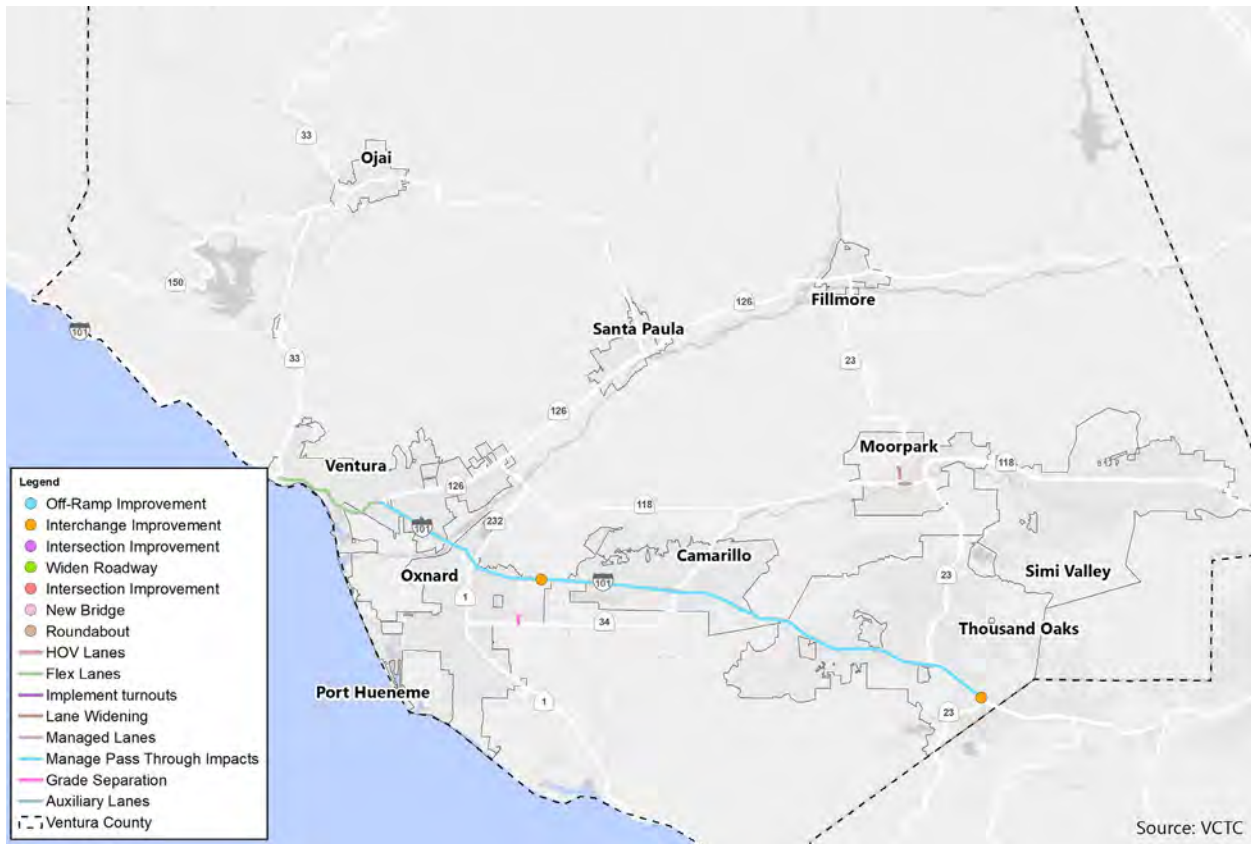 33
Ojai
150
101
33
126
Fillmore
Santa Paula
23
126
Moorpark
118
Ventura
126
118
101
232
Camarillo
Oxnard
101
23
Simi Valley
1
34
Thousand Oaks
Port Hueneme
1
23
Legend
Off-Ramp Improvement
Interchange Improvement
Intersection Improvement
Widen Roadway
Intersection Improvement
New Bridge
Roundabout
HOV Lanes
Flex Lanes
Implement turnouts
Lane Widening
Managed Lanes
Manage Pass Through Impacts
Grade Separation
Auxiliary Lanes
Ventura County
Source: VCTC